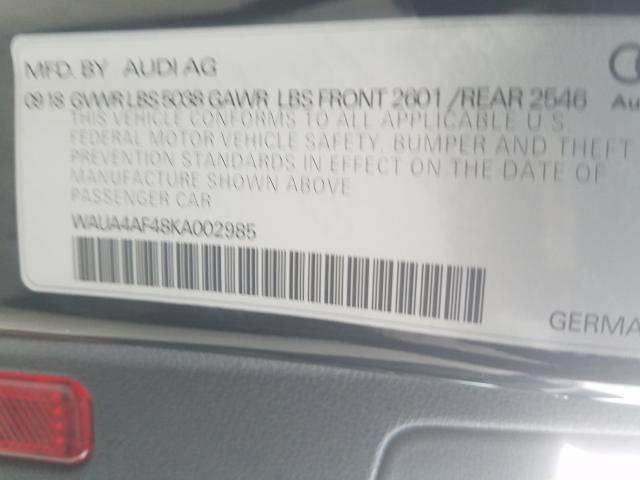 MFD. BY AUDI AG
09 18 GVWR LBS 5038 GAWR LBS FRONT 2601 / REAR 2546
THIS VEHICLE CONFORMS TO ALL APPLICABLE U S
FEDERAL MOTOR VEHICLE SAFETY, BUMPER AND THEFT
PREVENTION STANDARDS IN EFFECT ON THE DATE OF
MANUFACTURE SHOWN ABOVE
PASSENGER CAR
WAUA4AF48KA002985
GERMA